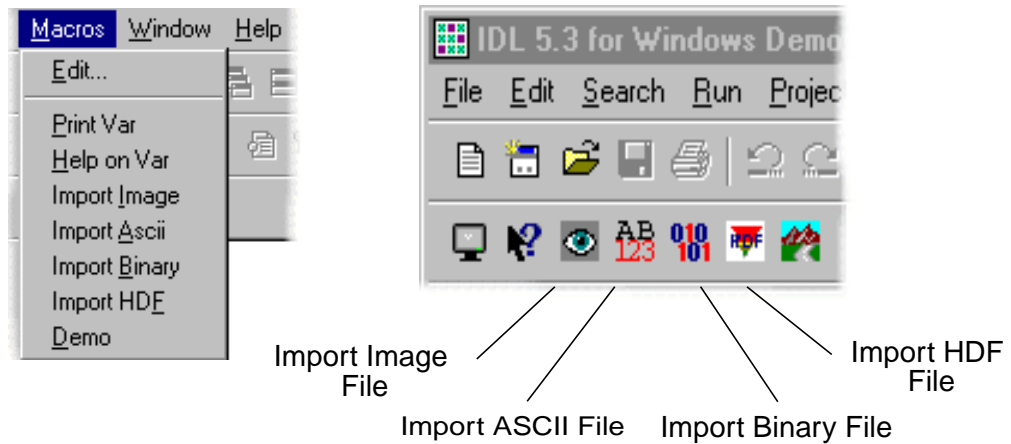 Macros Window Help
Edit...
Print Var
Help on Var
Import Image
Import Ascii
Import Binary
Import HDF
Demo
IDL 5.3 for Windows Demo
File Edit Search Run Projec
AB
123
010
101
HDF
Import Image
File
Import ASCII File
Import Binary File
Import HDF
File